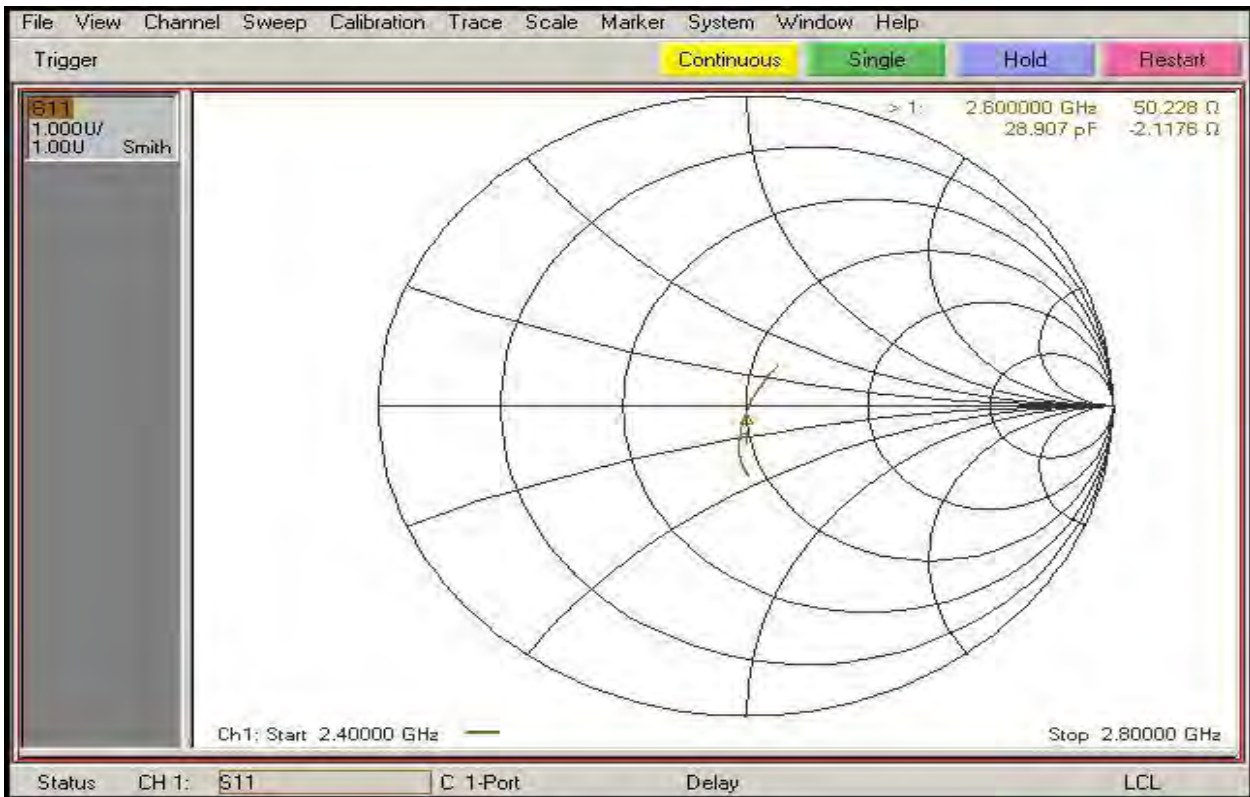 File View Channel Sweep Calibration Trace Scale Marker System Window Help
Trigger Continuous Single Hold Restart
S11
1.000U/
1.00U Smith
> 1: 2.600000 GHz 50.228 Ω
28.907 pF -2.1176 Ω
Ch1: Start 2.40000 GHz Stop 2.80000 GHz
Status CH 1: S11 C 1-Port Delay LCL